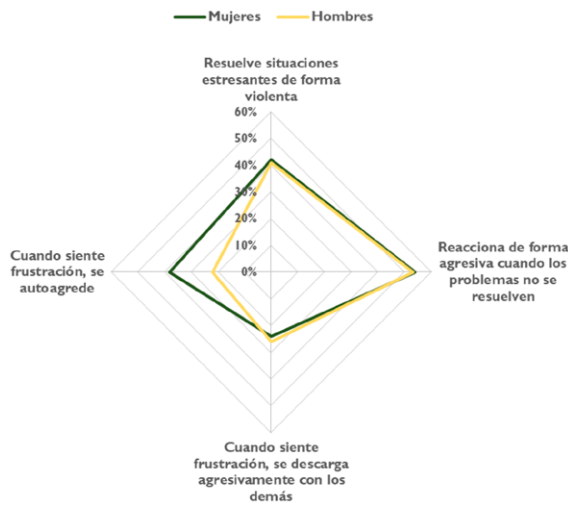 Mujeres Hombres
Resuelve situaciones
estresantes de forma
violenta
60%
50%
40%
30%
20%
10%
0%
Reacciona de forma
agresiva cuando los
problemas no se
resuelven
Cuando siente
frustración, se
autoagrede
Cuando siente
frustración, se descarga
agresivamente con los
demás